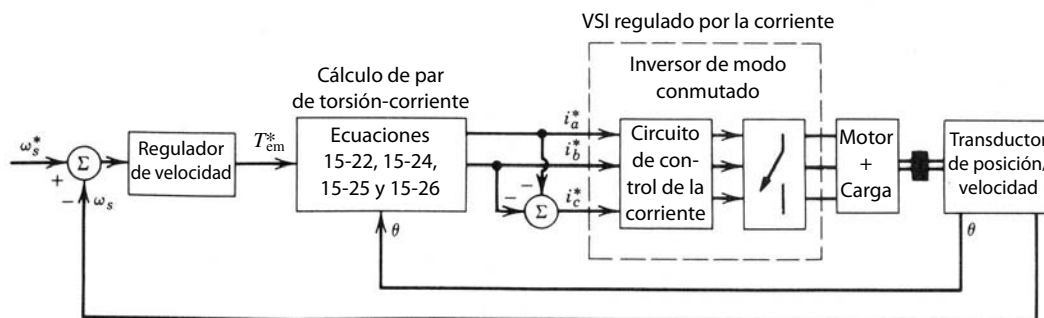 VSI regulado por la corriente
Inversor de modo
conmutado
Cálculo de par
de torsión-corriente
ω*s
+
Σ
−
ωs
Regulador
de velocidad
T*em
Ecuaciones
15-22, 15-24,
15-25 y 15-26
θ
i*a
i*b
−
−
Σ
i*c
Circuito
de con-
trol de la
corriente
Motor
+
Carga
Transductor
de posición/
velocidad
θ